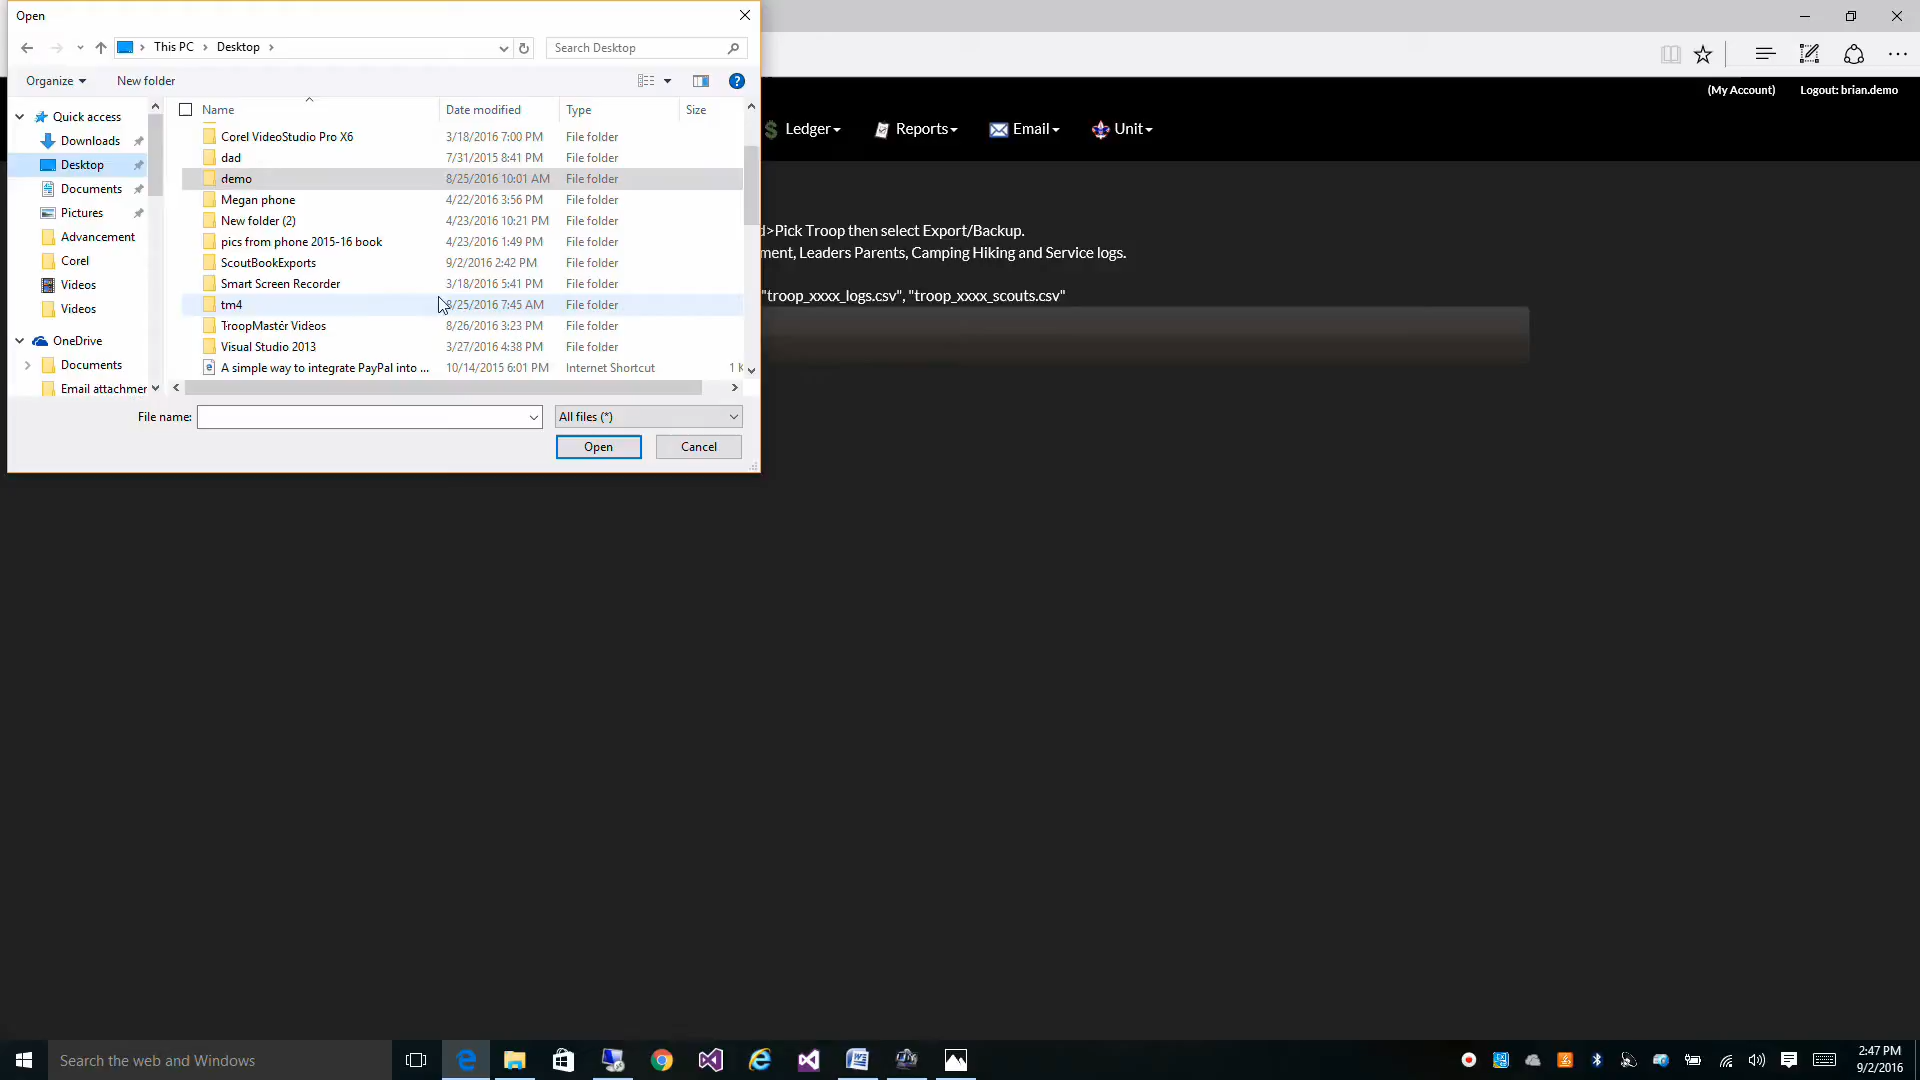 Open
This PC > Desktop >
Search Desktop
Organize
New folder
Name
Date modified
Type
Size
Quick access
Downloads
Desktop
Documents
Pictures
Advancement
Corel
Videos
Videos
OneDrive
Documents
Email attachmer
Corel VideoStudio Pro X6 3/18/2016 7:00 PM File folder
dad 7/31/2015 8:41 PM File folder
demo 8/25/2016 10:01 AM File folder
Megan phone 4/22/2016 3:56 PM File folder
New folder (2) 4/23/2016 10:21 PM File folder
pics from phone 2015-16 book 4/23/2016 1:49 PM File folder
ScoutBookExports 9/2/2016 2:42 PM File folder
Smart Screen Recorder 3/18/2016 5:41 PM File folder
tm4 8/25/2016 7:45 AM File folder
TroopMaster Videos 8/26/2016 3:23 PM File folder
Visual Studio 2013 3/27/2016 4:38 PM File folder
A simple way to integrate PayPal into ... 10/14/2015 6:01 PM Internet Shortcut 1 K
File name:
All files (*)
Open
Cancel
(My Account)
Logout: brian.demo
Ledger
Reports
Email
Unit
d>Pick Troop then select Export/Backup.
ment, Leaders Parents, Camping Hiking and Service logs.
"troop_xxxx_logs.csv", "troop_xxxx_scouts.csv"
Search the web and Windows
2:47 PM
9/2/2016